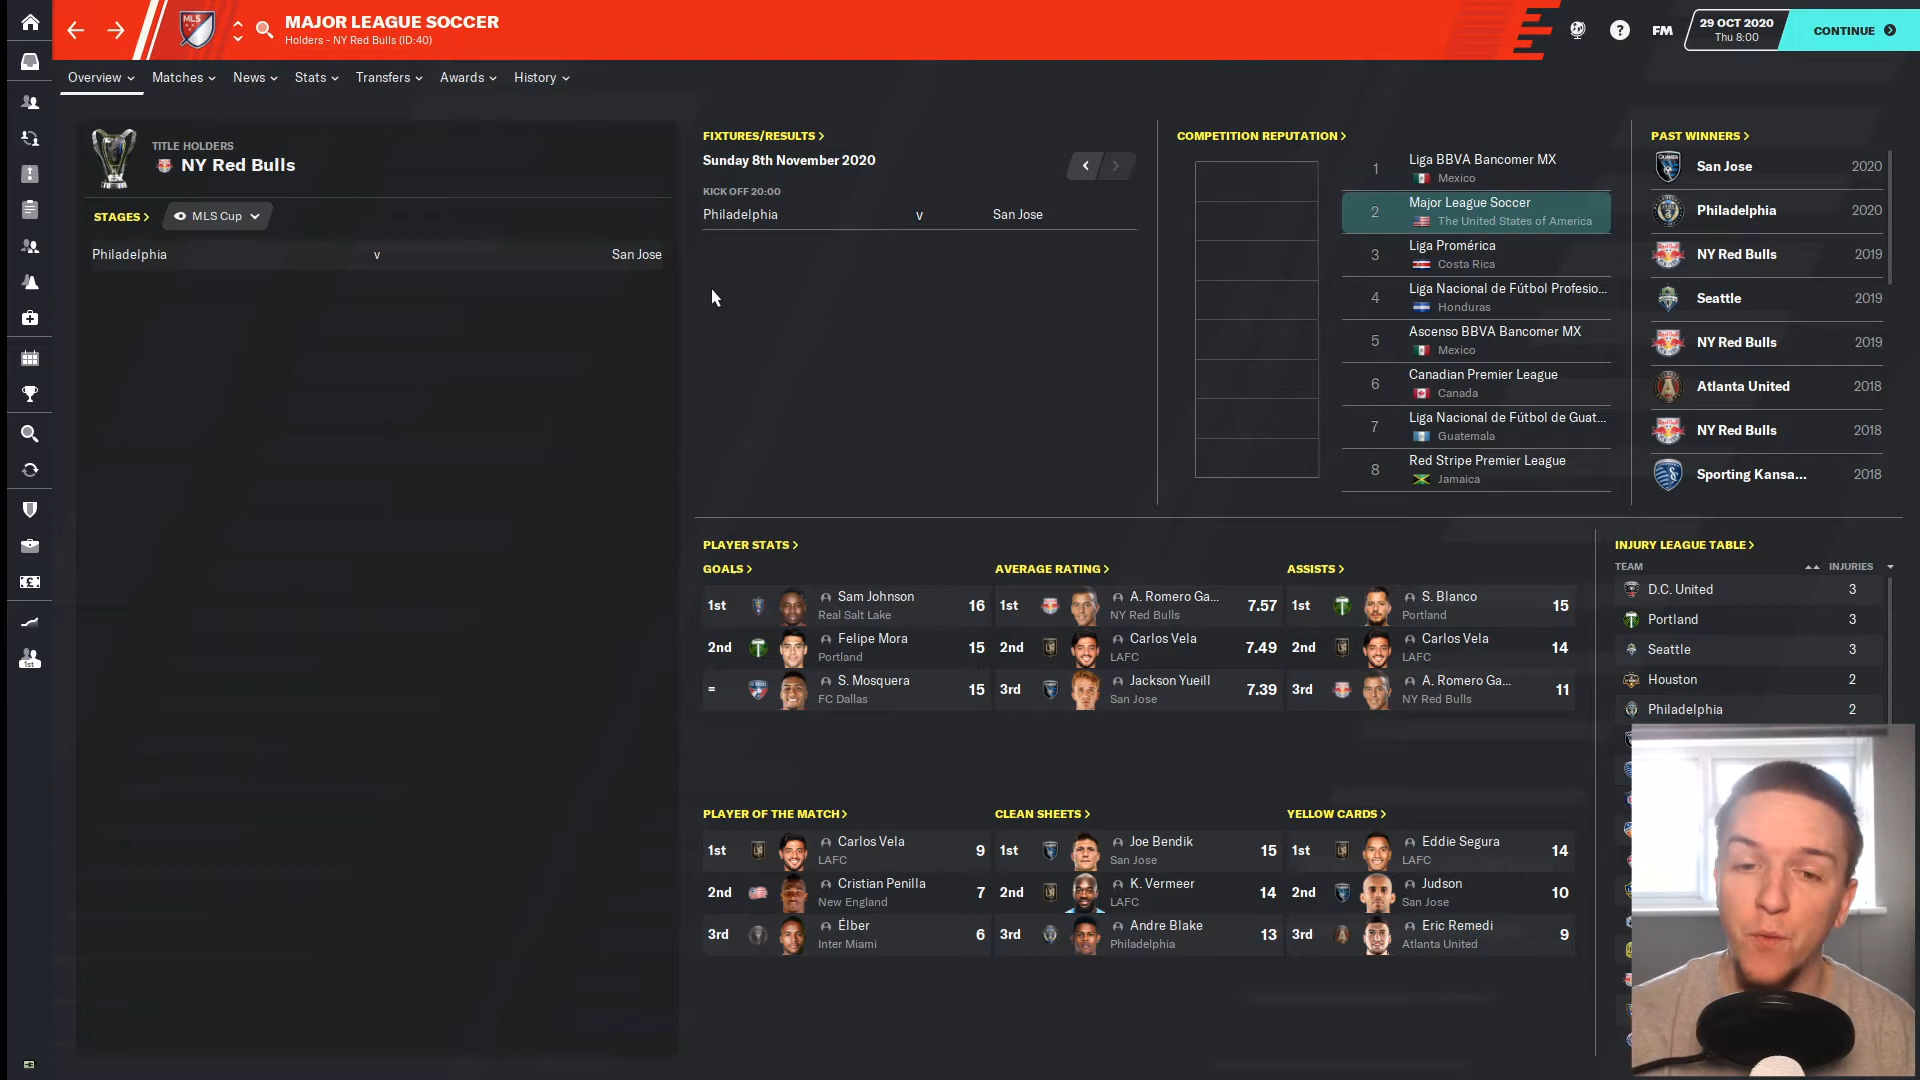 MLS
MAJOR LEAGUE SOCCER
Holders - NY Red Bulls (ID:40)
?
FM
29 OCT 2020
Thu 8:00
CONTINUE
Overview
Matches
News
Stats
Transfers
Awards
History
TITLE HOLDERS
NY Red Bulls
STAGES >
MLS Cup
Philadelphia v San Jose
FIXTURES/RESULTS >
Sunday 8th November 2020
KICK OFF 20:00
Philadelphia v San Jose
COMPETITION REPUTATION >
1 Liga BBVA Bancomer MX
Mexico
2 Major League Soccer
The United States of America
3 Liga Promérica
Costa Rica
4 Liga Nacional de Fútbol Profesio...
Honduras
5 Ascenso BBVA Bancomer MX
Mexico
6 Canadian Premier League
Canada
7 Liga Nacional de Fútbol de Guat...
Guatemala
8 Red Stripe Premier League
Jamaica
PAST WINNERS >
San Jose 2020
Philadelphia 2020
NY Red Bulls 2019
Seattle 2019
NY Red Bulls 2019
Atlanta United 2018
NY Red Bulls 2018
Sporting Kansa... 2018
PLAYER STATS >
GOALS >
1st Sam Johnson 16
Real Salt Lake
2nd Felipe Mora 15
Portland
= S. Mosquera 15
FC Dallas
AVERAGE RATING >
1st A. Romero Ga... 7.57
NY Red Bulls
2nd Carlos Vela 7.49
LAFC
3rd Jackson Yueill 7.39
San Jose
ASSISTS >
1st S. Blanco 15
Portland
2nd Carlos Vela 14
LAFC
3rd A. Romero Ga... 11
NY Red Bulls
PLAYER OF THE MATCH >
1st Carlos Vela 9
LAFC
2nd Cristian Penilla 7
New England
3rd Élber 6
Inter Miami
CLEAN SHEETS >
1st Joe Bendik 15
San Jose
2nd K. Vermeer 14
LAFC
3rd Andre Blake 13
Philadelphia
YELLOW CARDS >
1st Eddie Segura 14
LAFC
2nd Judson 10
San Jose
3rd Eric Remedi 9
Atlanta United
INJURY LEAGUE TABLE >
TEAM INJURIES
D.C. United 3
Portland 3
Seattle 3
Houston 2
Philadelphia 2
1st